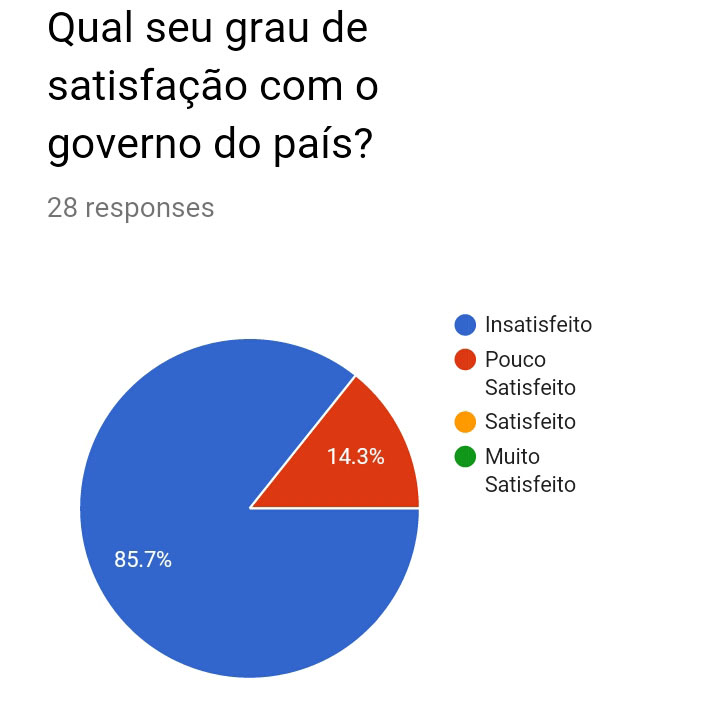 Qual seu grau de
satisfação com o
governo do país?
28 responses
Insatisfeito
Pouco
Satisfeito
Satisfeito
Muito
Satisfeito
14.3%
85.7%